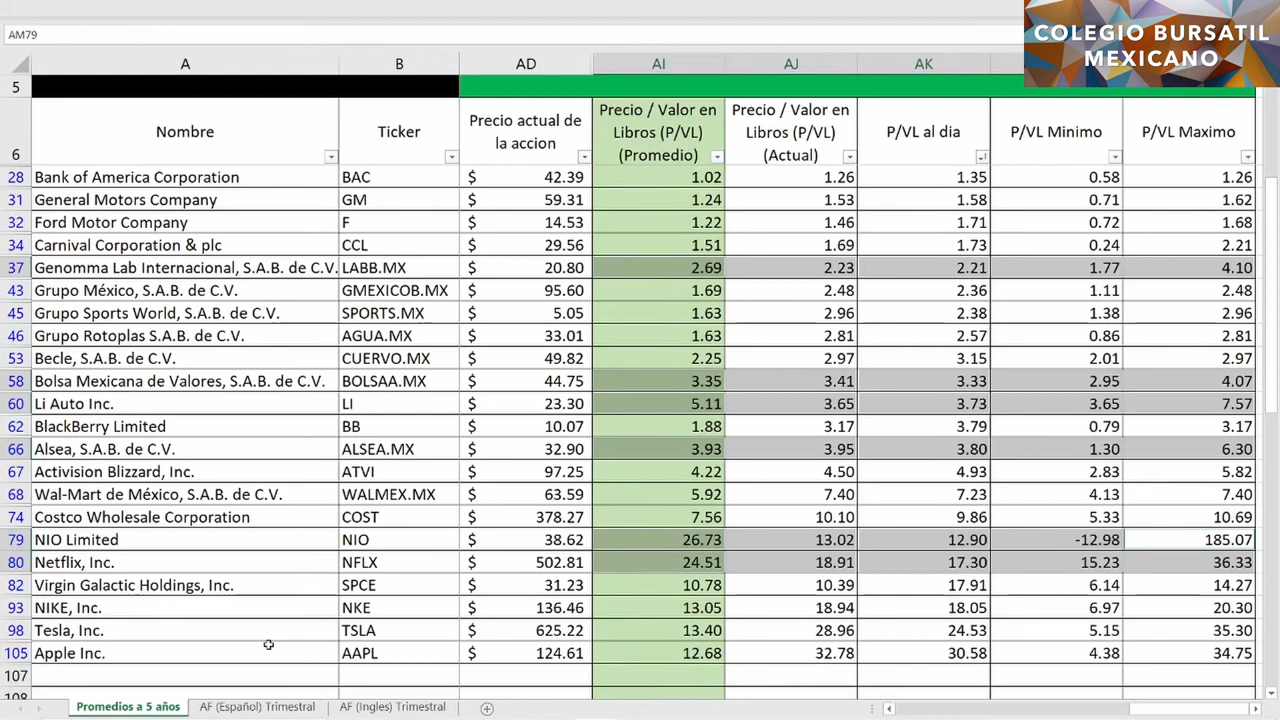 COLEGIO BURSATIL
MEXICANO
AM79
A B AD AI AJ AK
5
6 Nombre Ticker Precio actual de la accion Precio / Valor en Libros (P/VL) (Promedio) Precio / Valor en Libros (P/VL) (Actual) P/VL al dia P/VL Minimo P/VL Maximo
28 Bank of America Corporation BAC $ 42.39 1.02 1.26 1.35 0.58 1.26
31 General Motors Company GM $ 59.31 1.24 1.53 1.58 0.71 1.62
32 Ford Motor Company F $ 14.53 1.22 1.46 1.71 0.72 1.68
34 Carnival Corporation & plc CCL $ 29.56 1.51 1.69 1.73 0.24 2.21
37 Genomma Lab Internacional, S.A.B. de C.V. LABB.MX $ 20.80 2.69 2.23 2.21 1.77 4.10
43 Grupo México, S.A.B. de C.V. GMEXICOB.MX $ 95.60 1.69 2.48 2.36 1.11 2.48
45 Grupo Sports World, S.A.B. de C.V. SPORTS.MX $ 5.05 1.63 2.96 2.38 1.38 2.96
46 Grupo Rotoplas S.A.B. de C.V. AGUA.MX $ 33.01 1.63 2.81 2.57 0.86 2.81
53 Becle, S.A.B. de C.V. CUERVO.MX $ 49.82 2.25 2.97 3.15 2.01 2.97
58 Bolsa Mexicana de Valores, S.A.B. de C.V. BOLSAA.MX $ 44.75 3.35 3.41 3.33 2.95 4.07
60 Li Auto Inc. LI $ 23.30 5.11 3.65 3.73 3.65 7.57
62 BlackBerry Limited BB $ 10.07 1.88 3.17 3.79 0.79 3.17
66 Alsea, S.A.B. de C.V. ALSEA.MX $ 32.90 3.93 3.95 3.80 1.30 6.30
67 Activision Blizzard, Inc. ATVI $ 97.25 4.22 4.50 4.93 2.83 5.82
68 Wal-Mart de México, S.A.B. de C.V. WALMEX.MX $ 63.59 5.92 7.40 7.23 4.13 7.40
74 Costco Wholesale Corporation COST $ 378.27 7.56 10.10 9.86 5.33 10.69
79 NIO Limited NIO $ 38.62 26.73 13.02 12.90 -12.98 185.07
80 Netflix, Inc. NFLX $ 502.81 24.51 18.91 17.30 15.23 36.33
82 Virgin Galactic Holdings, Inc. SPCE $ 31.23 10.78 10.39 17.91 6.14 14.27
93 NIKE, Inc. NKE $ 136.46 13.05 18.94 18.05 6.97 20.30
98 Tesla, Inc. TSLA $ 625.22 13.40 28.96 24.53 5.15 35.30
105 Apple Inc. AAPL $ 124.61 12.68 32.78 30.58 4.38 34.75
107
108
Promedios a 5 años AF (Español) Trimestral AF (Ingles) Trimestral